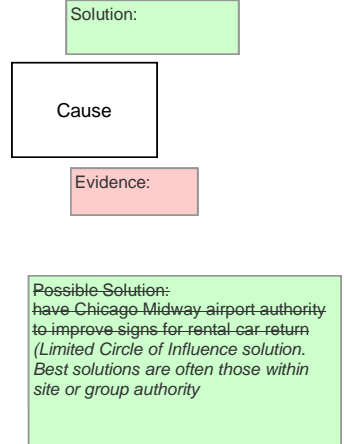 Solution:
Cause
Evidence:
Possible Solution:
have Chicago Midway airport authority
to improve signs for rental car return
(Limited Circle of Influence solution.
Best solutions are often those within
site or group authority